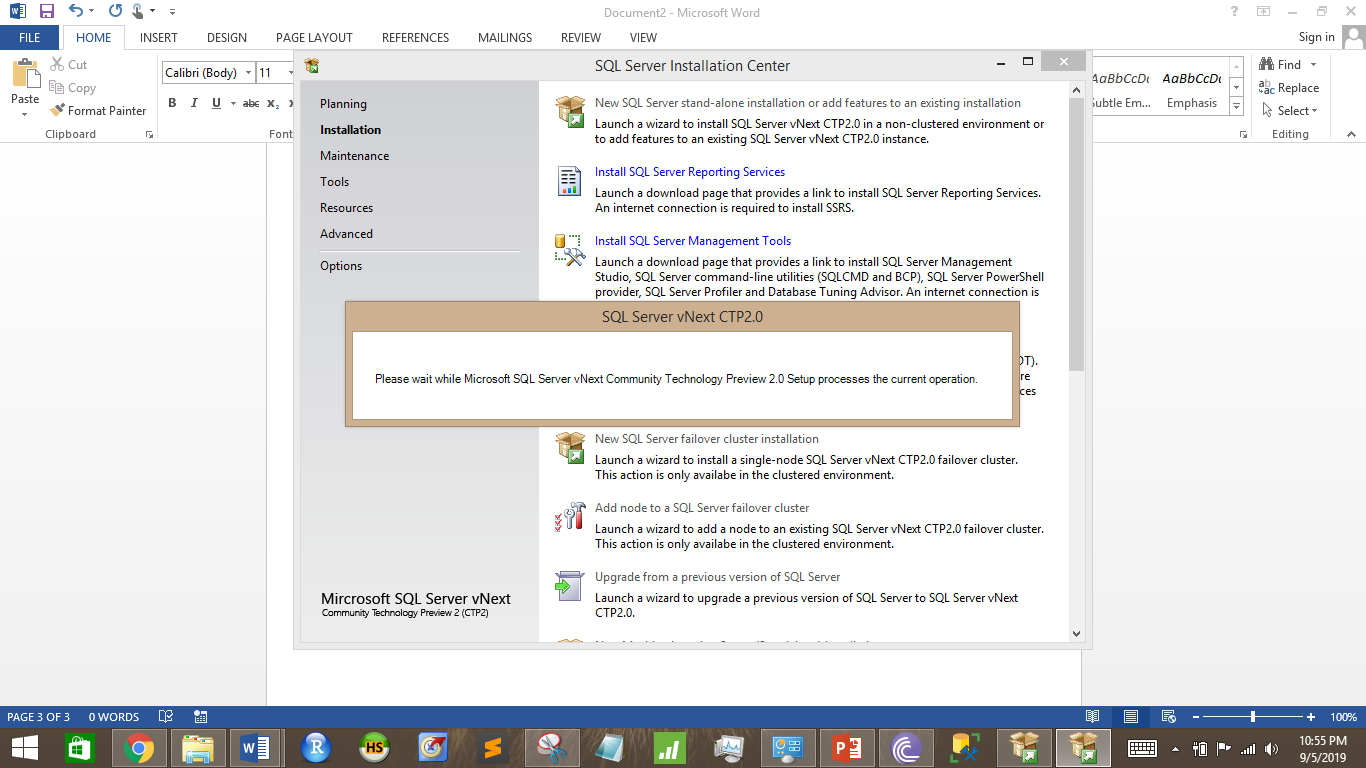 Document2 - Microsoft Word
FILE
HOME
INSERT
DESIGN
PAGE LAYOUT
REFERENCES
MAILINGS
REVIEW
VIEW
Sign in
Paste
Cut
Copy
Format Painter
Clipboard
Calibri (Body)
11
B I U abc x₂
Font
AaBbCcDc
AaBbCcDc
Subtle Em...
Emphasis
Find
Replace
Select
Editing
SQL Server Installation Center
Planning
Installation
Maintenance
Tools
Resources
Advanced
Options
Mircrosoft SQL Server vNext
Community Technology Preview 2 (CTP2)
New SQL Server stand-alone installation or add features to an existing installation
Launch a wizard to install SQL Server vNext CTP2.0 in a non-clustered environment or
to add features to an existing SQL Server vNext CTP2.0 instance.
Install SQL Server Reporting Services
Launch a download page that provides a link to install SQL Server Reporting Services.
An internet connection is required to install SSRS.
Install SQL Server Management Tools
Launch a download page that provides a link to install SQL Server Management
Studio, SQL Server command-line utilities (SQLCMD and BCP), SQL Server PowerShell
provider, SQL Server Profiler and Database Tuning Advisor. An internet connection is
SQL Server vNext CTP2.0
Please wait while Microsoft SQL Server vNext Community Technology Preview 2.0 Setup processes the current operation.
New SQL Server failover cluster installation
Launch a wizard to install a single-node SQL Server vNext CTP2.0 failover cluster.
This action is only availabe in the clustered environment.
Add node to a SQL Server failover cluster
Launch a wizard to add a node to an existing SQL Server vNext CTP2.0 failover cluster.
This action is only availabe in the clustered environment.
Upgrade from a previous version of SQL Server
Launch a wizard to upgrade a previous version of SQL Server to SQL Server vNext
CTP2.0.
PAGE 3 OF 3
0 WORDS
100%
10:55 PM
9/5/2019